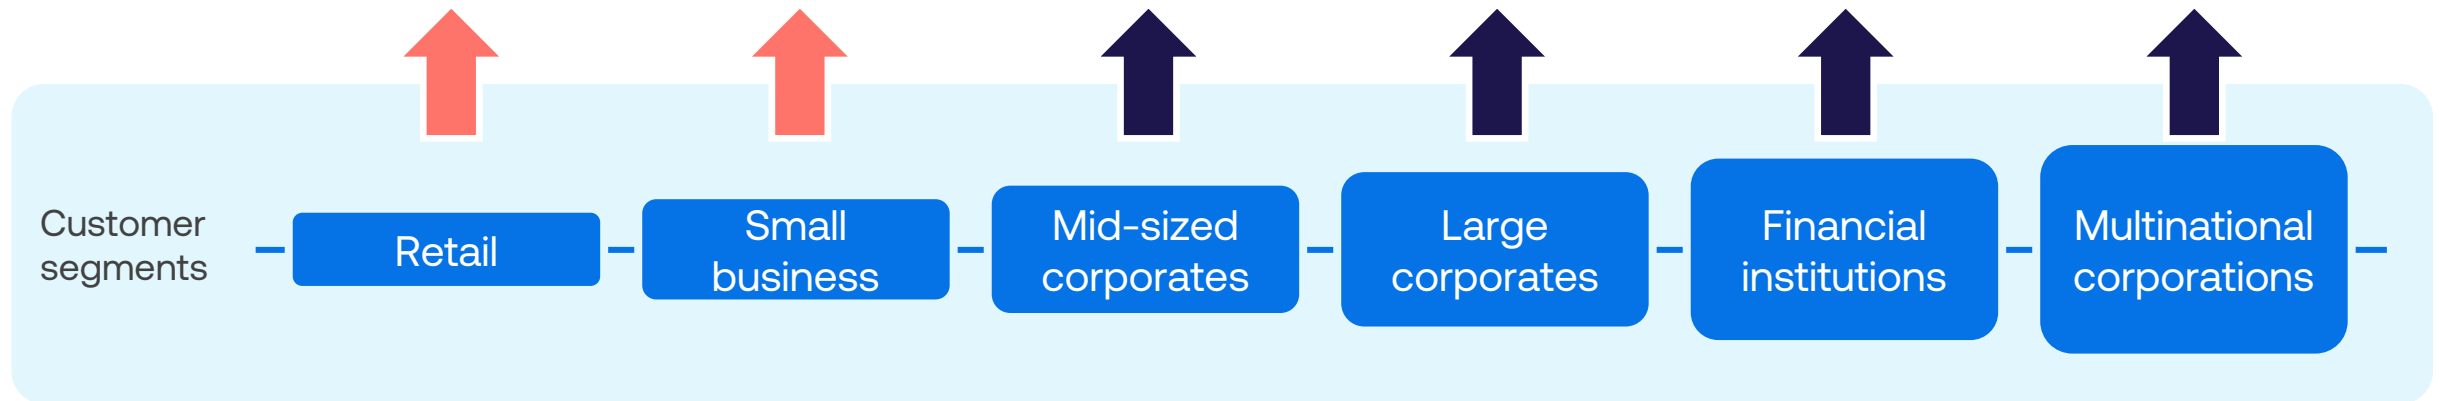 Customer
segments
Retail
Small
business
Mid-sized
corporates
Large
corporates
Financial
institutions
Multinational
corporations